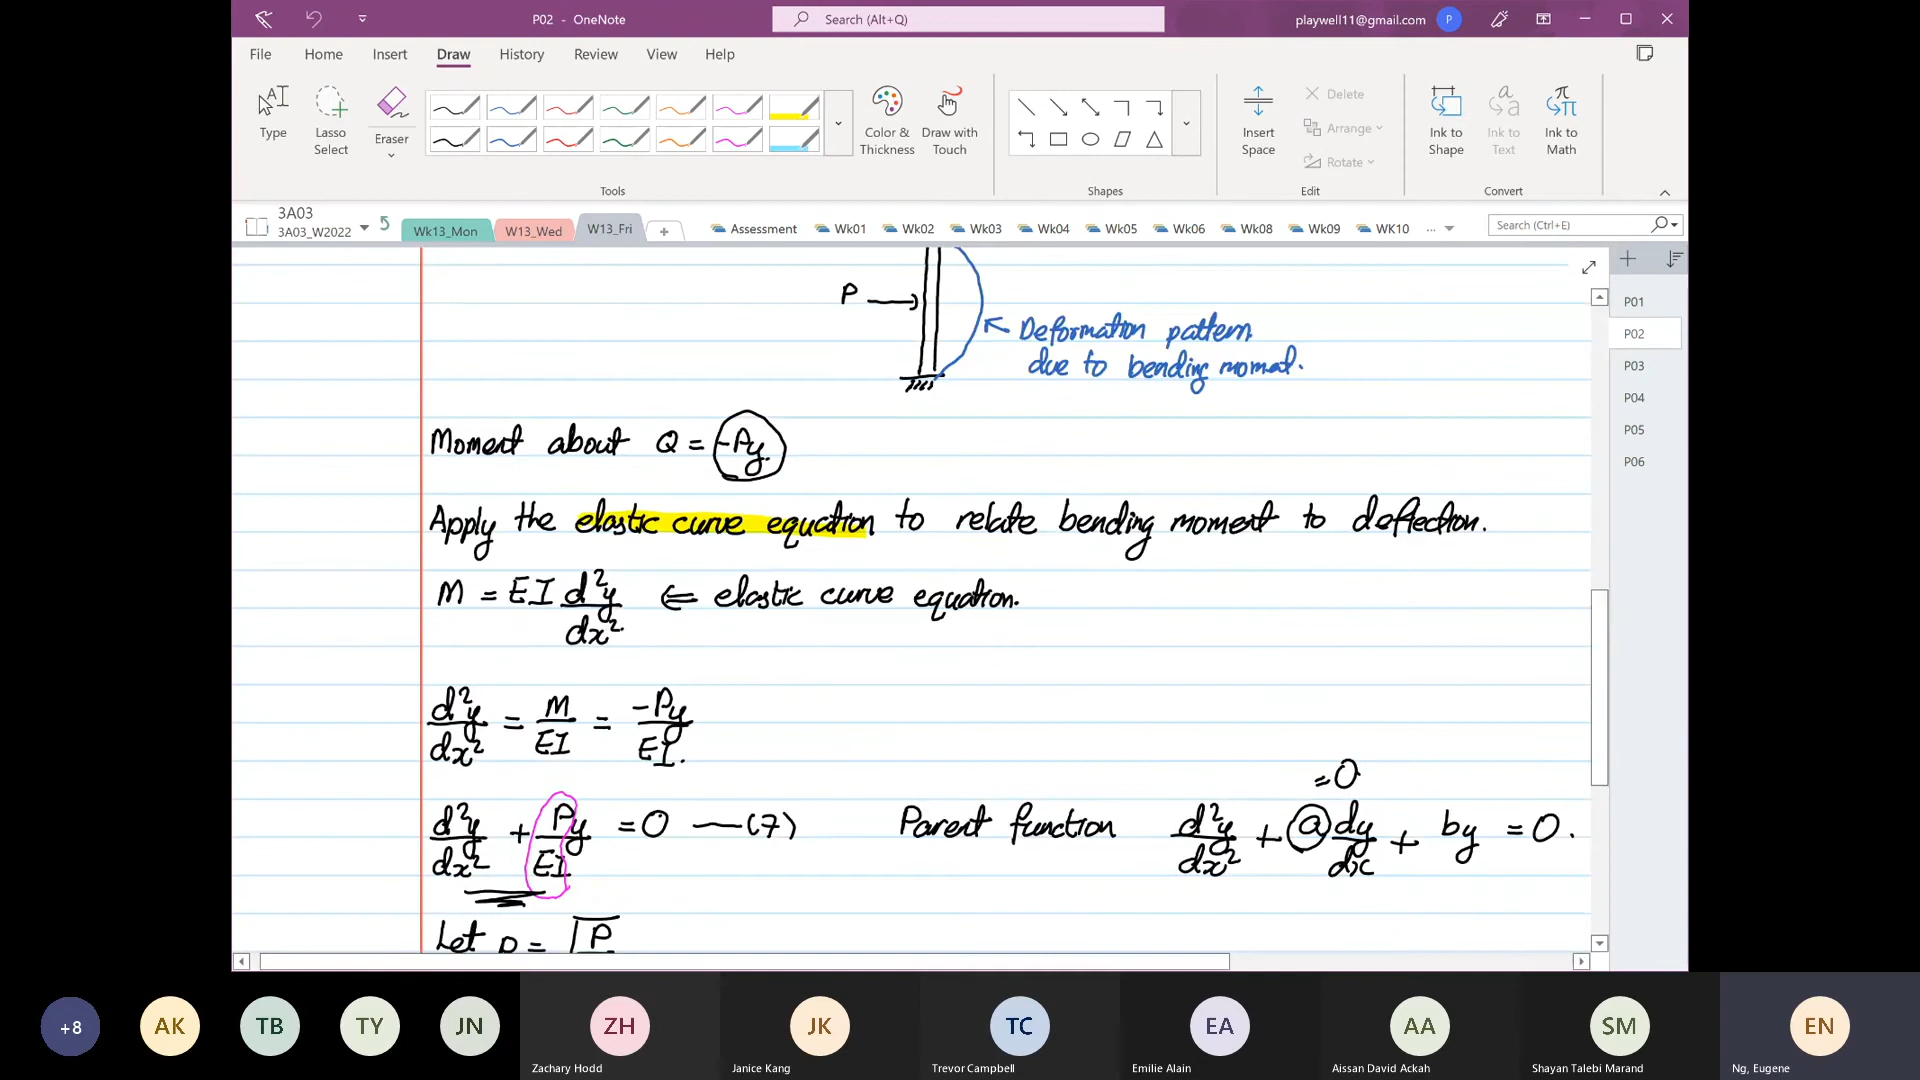 P02 - OneNote
Search (Alt+Q)
playwell11@gmail.com
P
File Home Insert Draw History Review View Help
Type
Lasso Select
Eraser
Color & Thickness
Draw with Touch
Insert Space
Delete
Arrange
Rotate
Ink to Shape
Ink to Text
Ink to Math
Tools
Shapes
Edit
Convert
3A03
3A03_W2022
Wk13_Mon W13_Wed W13_Fri + Assessment Wk01 Wk02 Wk03 Wk04 Wk05 Wk06 Wk08 Wk09 WK10 ...
Search (Ctrl+E)
P01
P02
P03
P04
P05
P06
P
Deformation pattern
due to bending moment.
Moment about Q = -Py.
Apply the elastic curve equation to relate bending moment to deflection.
M = EI d²y/dx² ⇐ elastic curve equation.
d²y/dx² = M/EI = -Py/EI.
=0
d²y/dx² + Py/EI = 0 —(7) Parent function d²y/dx² + a dy/dx + by = 0.
Let p = √P
+8
AK
TB
TY
JN
ZH
JK
TC
EA
AA
SM
EN
Zachary Hodd
Janice Kang
Trevor Campbell
Emilie Alain
Aissan David Ackah
Shayan Talebi Marand
Ng, Eugene